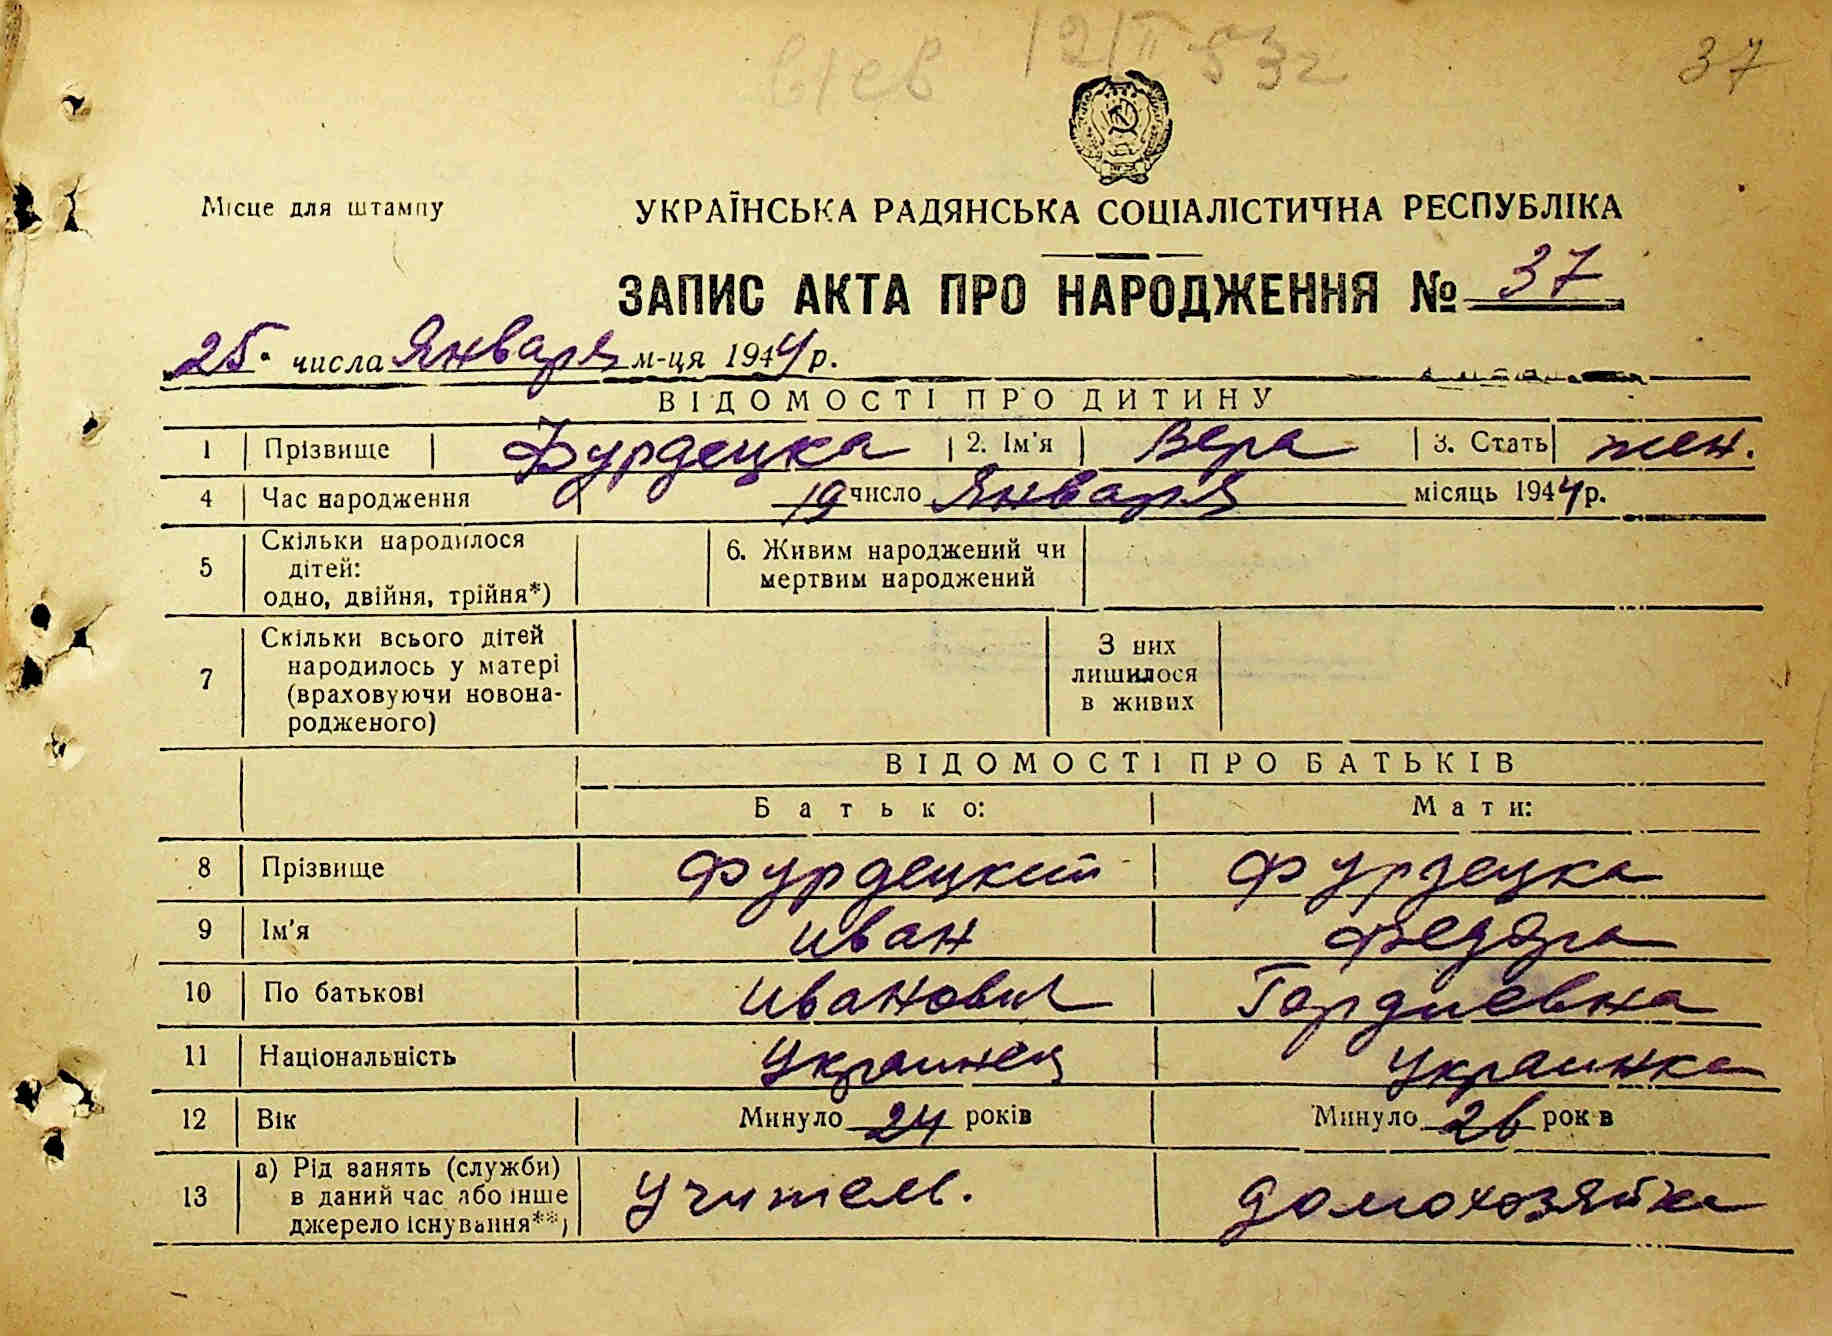 12/II 53г
37
Місце для штампу
УКРАЇНСЬКА РАДЯНСЬКА СОЦІАЛІСТИЧНА РЕСПУБЛІКА
ЗАПИС АКТА ПРО НАРОДЖЕННЯ № 37
25. числа Января м-ця 1944 р.
ВІДОМОСТІ ПРО ДИТИНУ
1 Прізвище Фурдецка 2. Ім'я Вера 3. Стать жен.
4 Час народження 19 число Января місяць 1944 р.
5 Скільки народилося дітей: одно, двійня, трійня*) 6. Живим народжений чи мертвим народжений
7 Скільки всього дітей народилось у матері (враховуючи новонародженого) З них лишилося в живих
ВІДОМОСТІ ПРО БАТЬКІВ
Батько: Мати:
8 Прізвище Фурдецкий Фурдецка
9 Ім'я Иван Федора
10 По батькові Иванович Гордиевна
11 Національність Украинец Украинка
12 Вік Минуло 24 років Минуло 26 років
13 а) Рід занять (служби) в даний час або інше джерело існування**) Учитель. домохозяйка